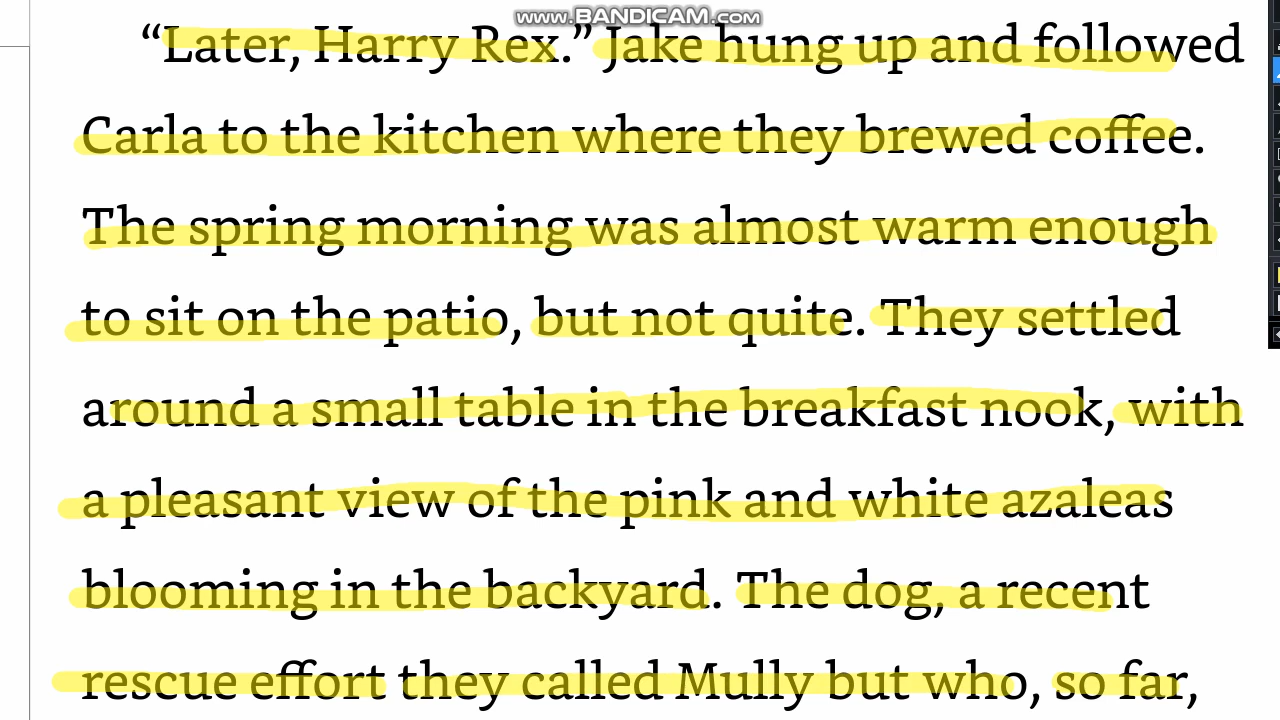 www.BANDICAM.com
“Later, Harry Rex.” Jake hung up and followed
Carla to the kitchen where they brewed coffee.
The spring morning was almost warm enough
to sit on the patio, but not quite. They settled
around a small table in the breakfast nook, with
a pleasant view of the pink and white azaleas
blooming in the backyard. The dog, a recent
rescue effort they called Mully but who, so far,